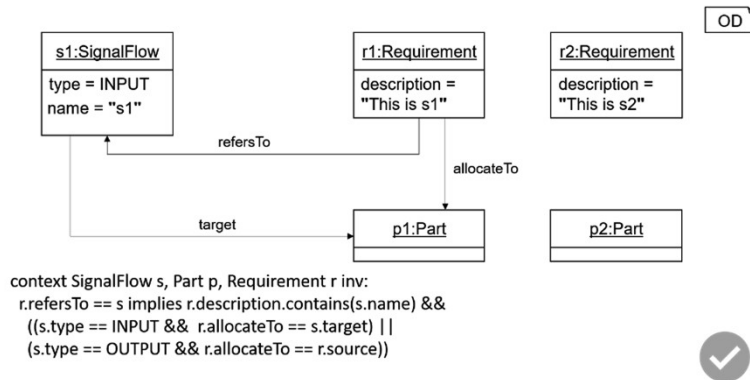 OD
s1:SignalFlow
type = INPUT
name = "s1"
r1:Requirement
description =
"This is s1"
r2:Requirement
description =
"This is s2"
refersTo
allocateTo
target
p1:Part
p2:Part
context SignalFlow s, Part p, Requirement r inv:
r.refersTo == s implies r.description.contains(s.name) &&
((s.type == INPUT && r.allocateTo == s.target) ||
(s.type == OUTPUT && r.allocateTo == r.source))